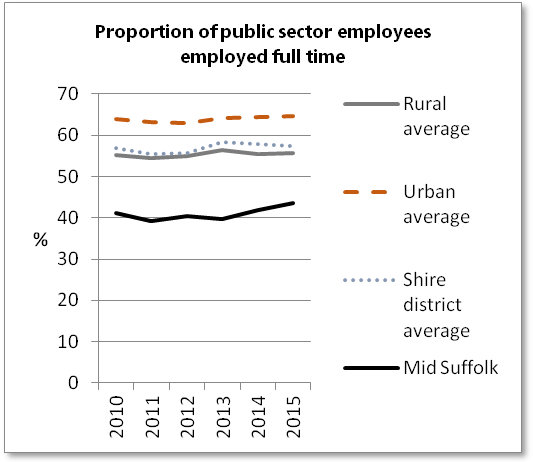 Proportion of public sector employees
employed full time
70
60
50
40
30
20
10
0
%
2010
2011
2012
2013
2014
2015
Rural
average
Urban
average
Shire
district
average
Mid Suffolk